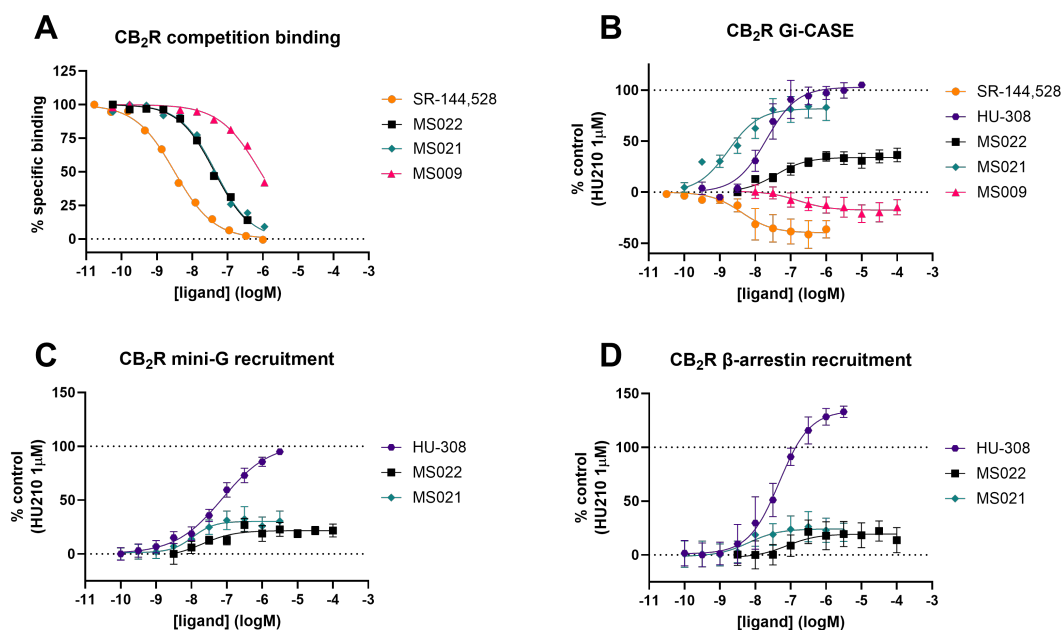 A
CB₂R competition binding
% specific binding
125
100
75
50
25
0
-11 -10 -9 -8 -7 -6 -5 -4 -3
[ligand] (logM)
SR-144,528
MS022
MS021
MS009
B
CB₂R Gi-CASE
% control
(HU210 1μM)
100
50
0
-50
-11 -10 -9 -8 -7 -6 -5 -4 -3
[ligand] (logM)
SR-144,528
HU-308
MS022
MS021
MS009
C
CB₂R mini-G recruitment
% control
(HU210 1μM)
150
100
50
0
-11 -10 -9 -8 -7 -6 -5 -4 -3
[ligand] (logM)
HU-308
MS022
MS021
D
CB₂R β-arrestin recruitment
% control
(HU210 1μM)
150
100
50
0
-11 -10 -9 -8 -7 -6 -5 -4 -3
[ligand] (logM)
HU-308
MS022
MS021